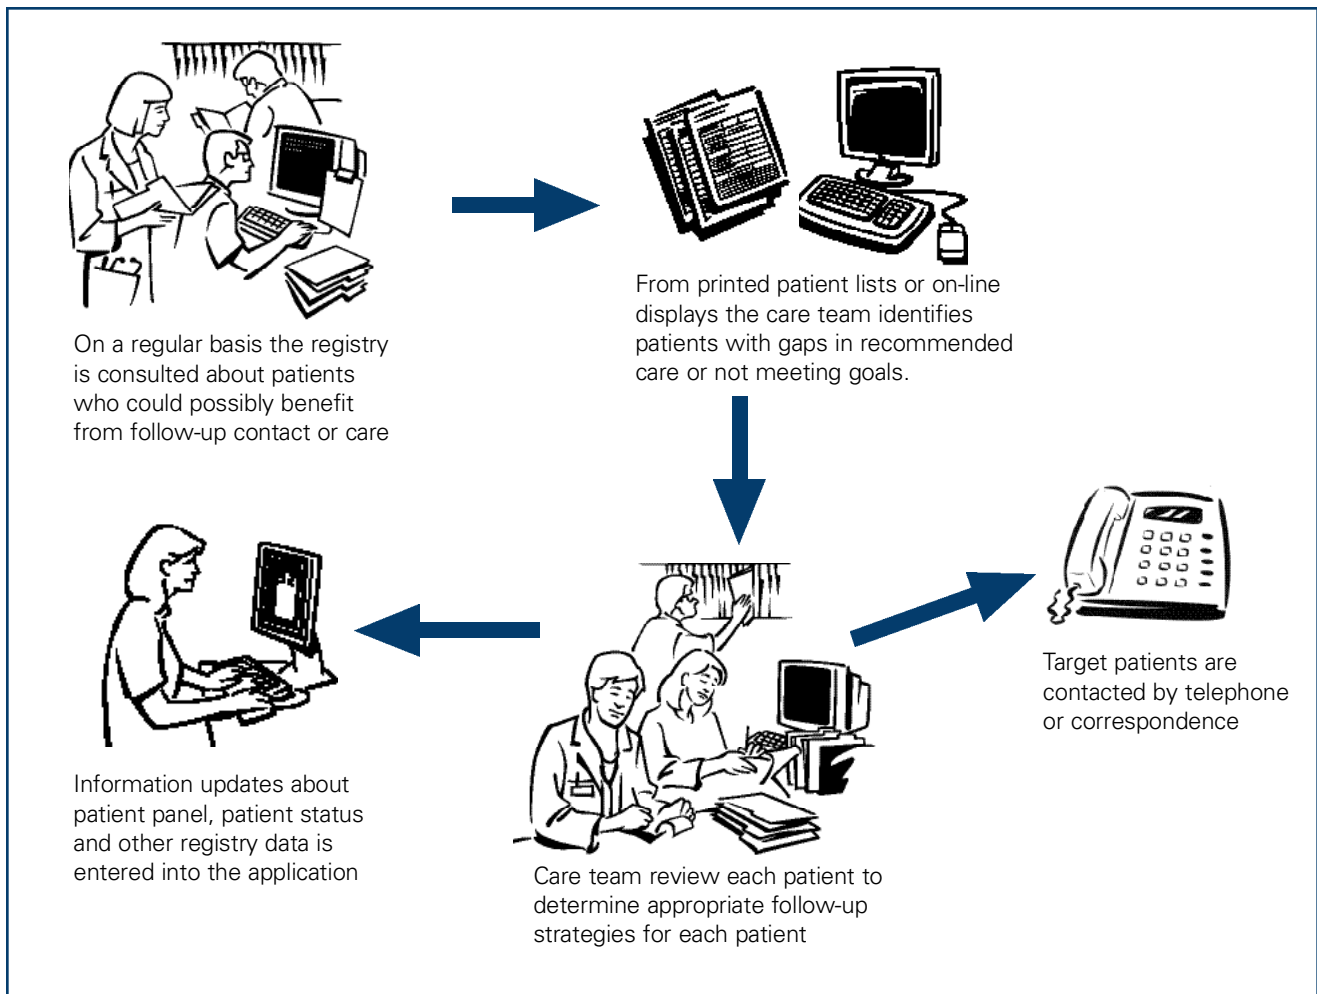 On a regular basis the registry
is consulted about patients
who could possibly benefit
from follow-up contact or care
From printed patient lists or on-line
displays the care team identifies
patients with gaps in recommended
care or not meeting goals.
Care team review each patient to
determine appropriate follow-up
strategies for each patient
Target patients are
contacted by telephone
or correspondence
Information updates about
patient panel, patient status
and other registry data is
entered into the application